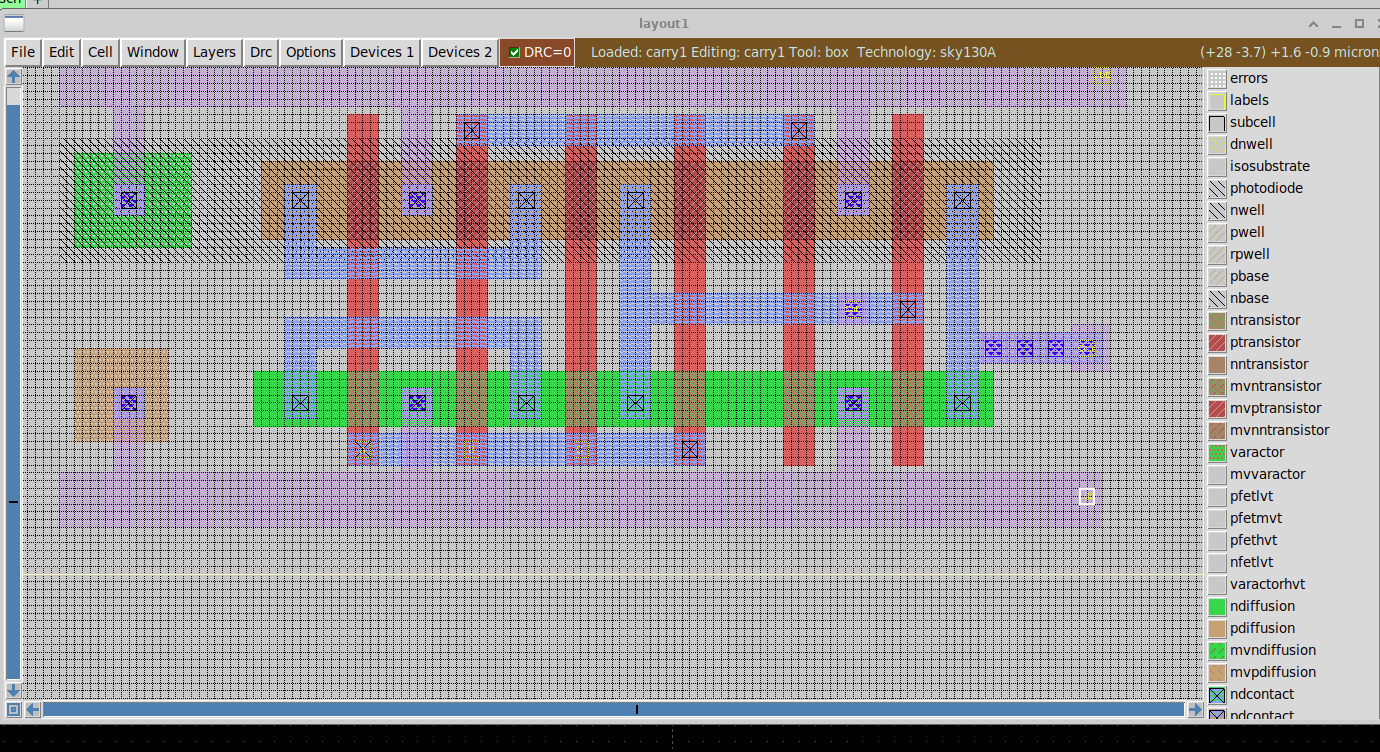 layout1
File Edit Cell Window Layers Drc Options Devices 1 Devices 2 DRC=0 Loaded: carry1 Editing: carry1 Tool: box Technology: sky130A (+28 -3.7) +1.6 -0.9 micron
errors
labels
subcell
dnwell
isosubstrate
photodiode
nwell
pwell
rpwell
pbase
nbase
ntransistor
ptransistor
nntransistor
mvntransistor
mvptransistor
mvnntransistor
varactor
mvvaractor
pfetlvt
pfetmvt
pfethvt
nfetlvt
varactorhvt
ndiffusion
pdiffusion
mvndiffusion
mvpdiffusion
ndcontact
pdcontact